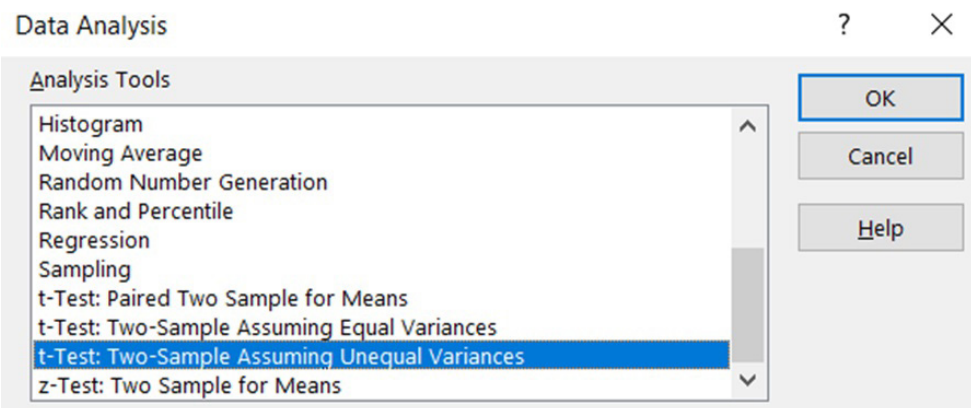 Data Analysis
?
Analysis Tools
Histogram
Moving Average
Random Number Generation
Rank and Percentile
Regression
Sampling
t-Test: Paired Two Sample for Means
t-Test: Two-Sample Assuming Equal Variances
t-Test: Two-Sample Assuming Unequal Variances
z-Test: Two Sample for Means
OK
Cancel
Help